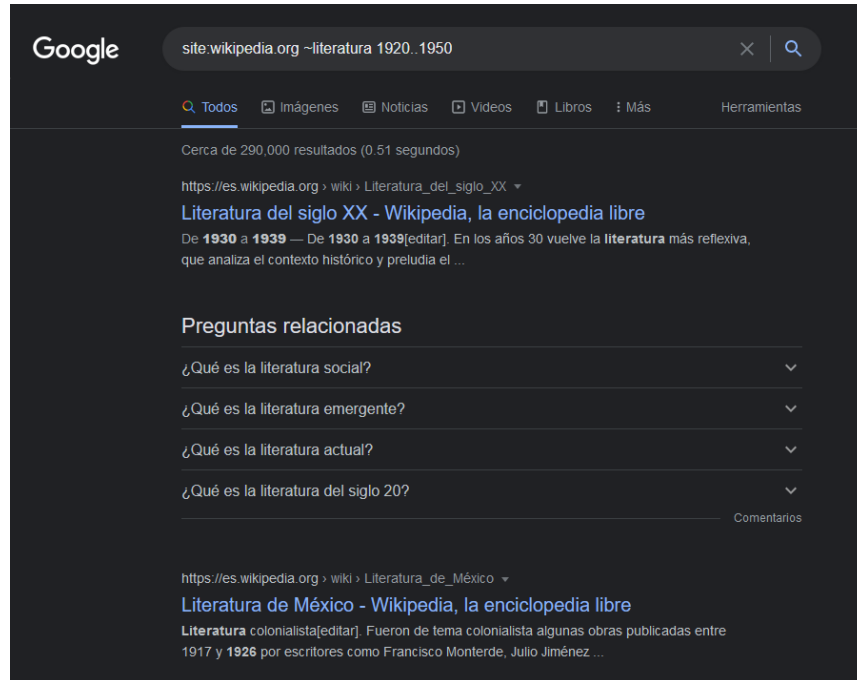 Google
site:wikipedia.org ~literatura 1920..1950
Todos Imágenes Noticias Videos Libros Más Herramientas
Cerca de 290,000 resultados (0.51 segundos)
https://es.wikipedia.org › wiki › Literatura_del_siglo_XX
Literatura del siglo XX - Wikipedia, la enciclopedia libre
De 1930 a 1939 — De 1930 a 1939[editar]. En los años 30 vuelve la literatura más reflexiva,
que analiza el contexto histórico y preludia el ...
Preguntas relacionadas
¿Qué es la literatura social?
¿Qué es la literatura emergente?
¿Qué es la literatura actual?
¿Qué es la literatura del siglo 20?
Comentarios
https://es.wikipedia.org › wiki › Literatura_de_México
Literatura de México - Wikipedia, la enciclopedia libre
Literatura colonialista[editar]. Fueron de tema colonialista algunas obras publicadas entre
1917 y 1926 por escritores como Francisco Monterde, Julio Jiménez ...